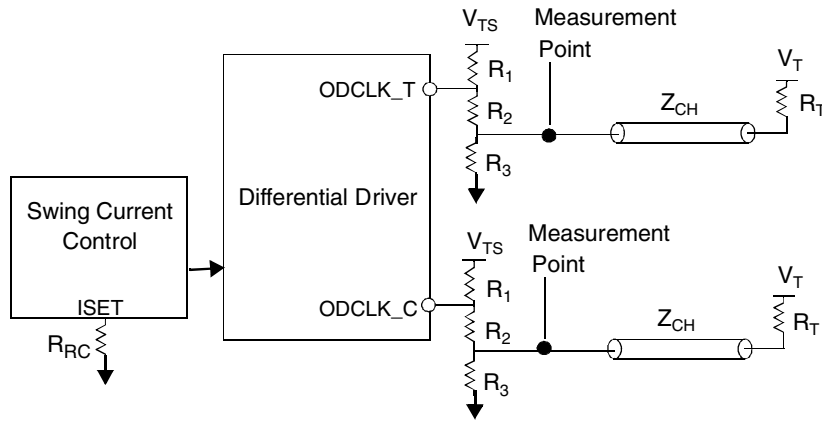 V_TS
Measurement
Point
R_1
ODCLK_T
R_2
R_3
Z_CH
V_T
R_T
Swing Current
Control
ISET
R_RC
Differential Driver
ODCLK_C
V_TS
Measurement
Point
R_1
R_2
R_3
Z_CH
V_T
R_T